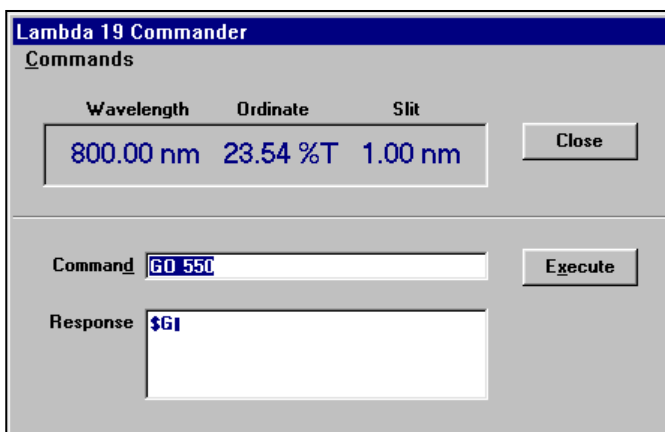 Lambda 19 Commander
Commands
Wavelength Ordinate Slit
800.00 nm 23.54 %T 1.00 nm
Close
Command GO 550
Execute
Response $G